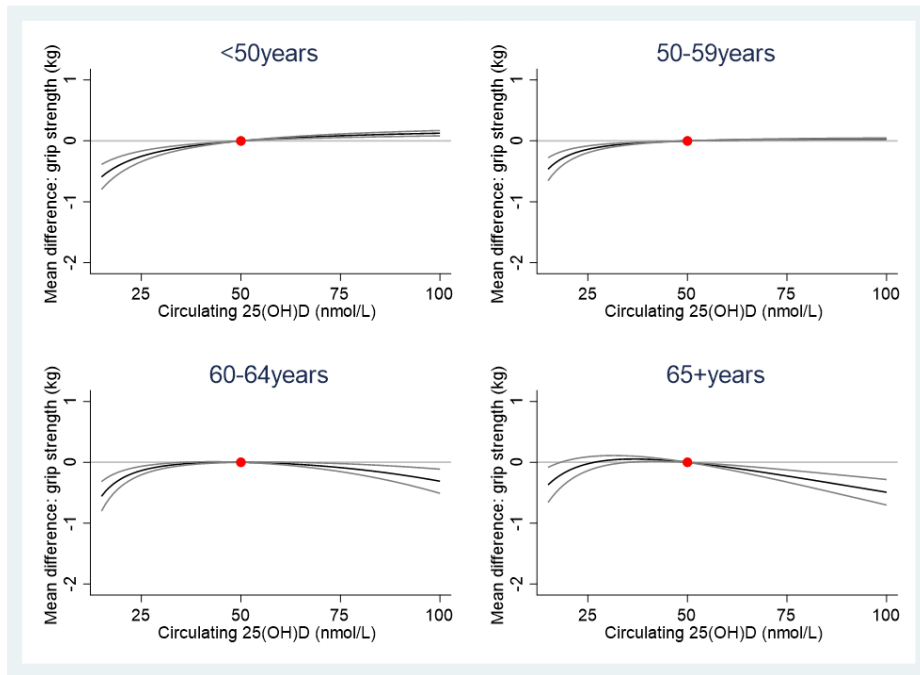 <50years
Mean difference: grip strength (kg)
1
0
-1
-2
25
50
75
100
Circulating 25(OH)D (nmol/L)
50-59years
Mean difference: grip strength (kg)
1
0
-1
-2
25
50
75
100
Circulating 25(OH)D (nmol/L)
60-64years
Mean difference: grip strength (kg)
1
0
-1
-2
25
50
75
100
Circulating 25(OH)D (nmol/L)
65+years
Mean difference: grip strength (kg)
1
0
-1
-2
25
50
75
100
Circulating 25(OH)D (nmol/L)